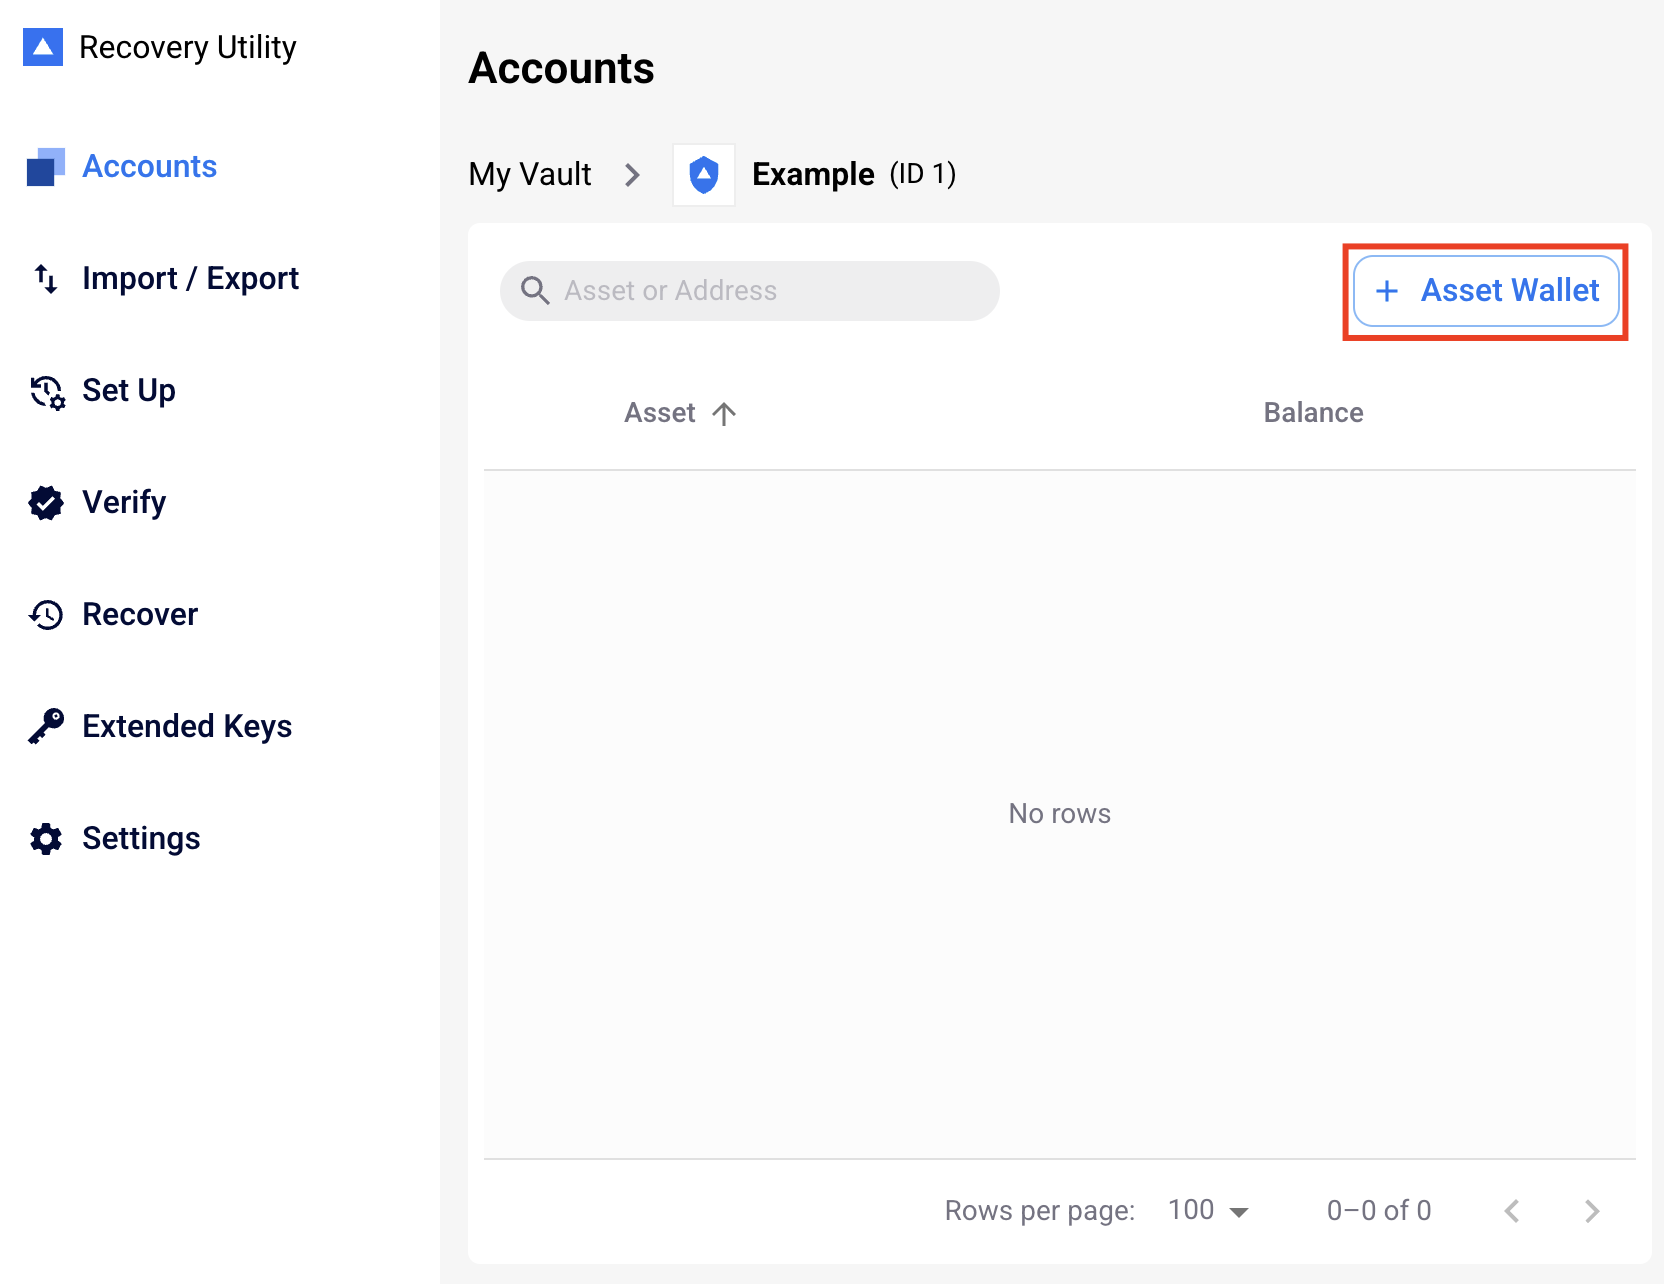 Recovery Utility
Accounts
Import / Export
Set Up
Verify
Recover
Extended Keys
Settings
Accounts
My Vault
Example (ID 1)
Asset or Address
+ Asset Wallet
Asset
Balance
No rows
Rows per page: 100 0–0 of 0